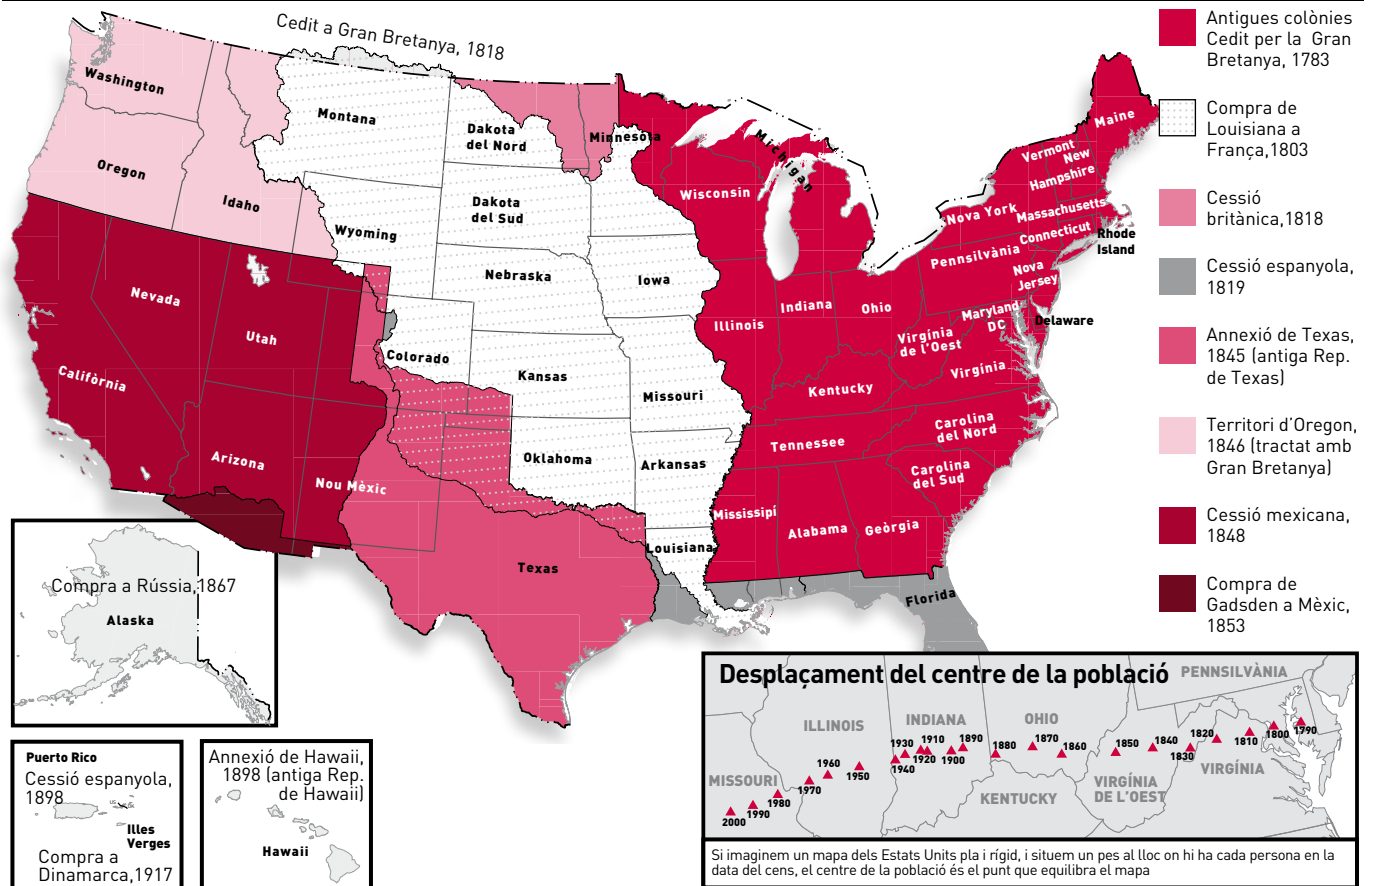 Cedit a Gran Bretanya, 1818
Washington
Oregon
Idaho
Montana
Wyoming
Dakota
del Nord
Dakota
del Sud
Minnesota
Nebraska
Iowa
Wisconsin
Michigan
Nevada
Utah
Califòrnia
Colorado
Kansas
Missouri
Illinois
Indiana
Ohio
Arizona
Nou Mèxic
Oklahoma
Arkansas
Texas
Louisiana
Kentucky
Tennessee
Mississipí
Alabama
Geòrgia
Florida
Carolina
del Nord
Carolina
del Sud
Virgínia
Virgínia
de l'Oest
Maryland
DC
Delaware
Pennsilvània
Nova
Jersey
Nova York
Connecticut
Rhode
Island
Massachusetts
Vermont
New
Hampshire
Maine
Antigues colònies
Cedit per la Gran
Bretanya, 1783
Compra de
Louisiana a
França,1803
Cessió
britànica,1818
Cessió espanyola,
1819
Annexió de Texas,
1845 (antiga Rep.
de Texas)
Territori d'Oregon,
1846 (tractat amb
Gran Bretanya)
Cessió mexicana,
1848
Compra de
Gadsden a Mèxic,
1853
Compra a Rússia,1867
Alaska
Puerto Rico
Cessió espanyola,
1898
Illes
Verges
Compra a
Dinamarca,1917
Annexió de Hawaii,
1898 (antiga Rep.
de Hawaii)
Hawaii
Desplaçament del centre de la població
PENNSILVÀNIA
ILLINOIS
INDIANA
OHIO
MISSOURI
KENTUCKY
VIRGÍNIA
DE L'OEST
VIRGÍNIA
2000
1990
1980
1970
1960
1950
1940
1930
1920
1910
1900
1890
1880
1870
1860
1850
1840
1830
1820
1810
1800
1790
Si imaginem un mapa dels Estats Units pla i rígid, i situem un pes al lloc on hi ha cada persona en la
data del cens, el centre de la població és el punt que equilibra el mapa